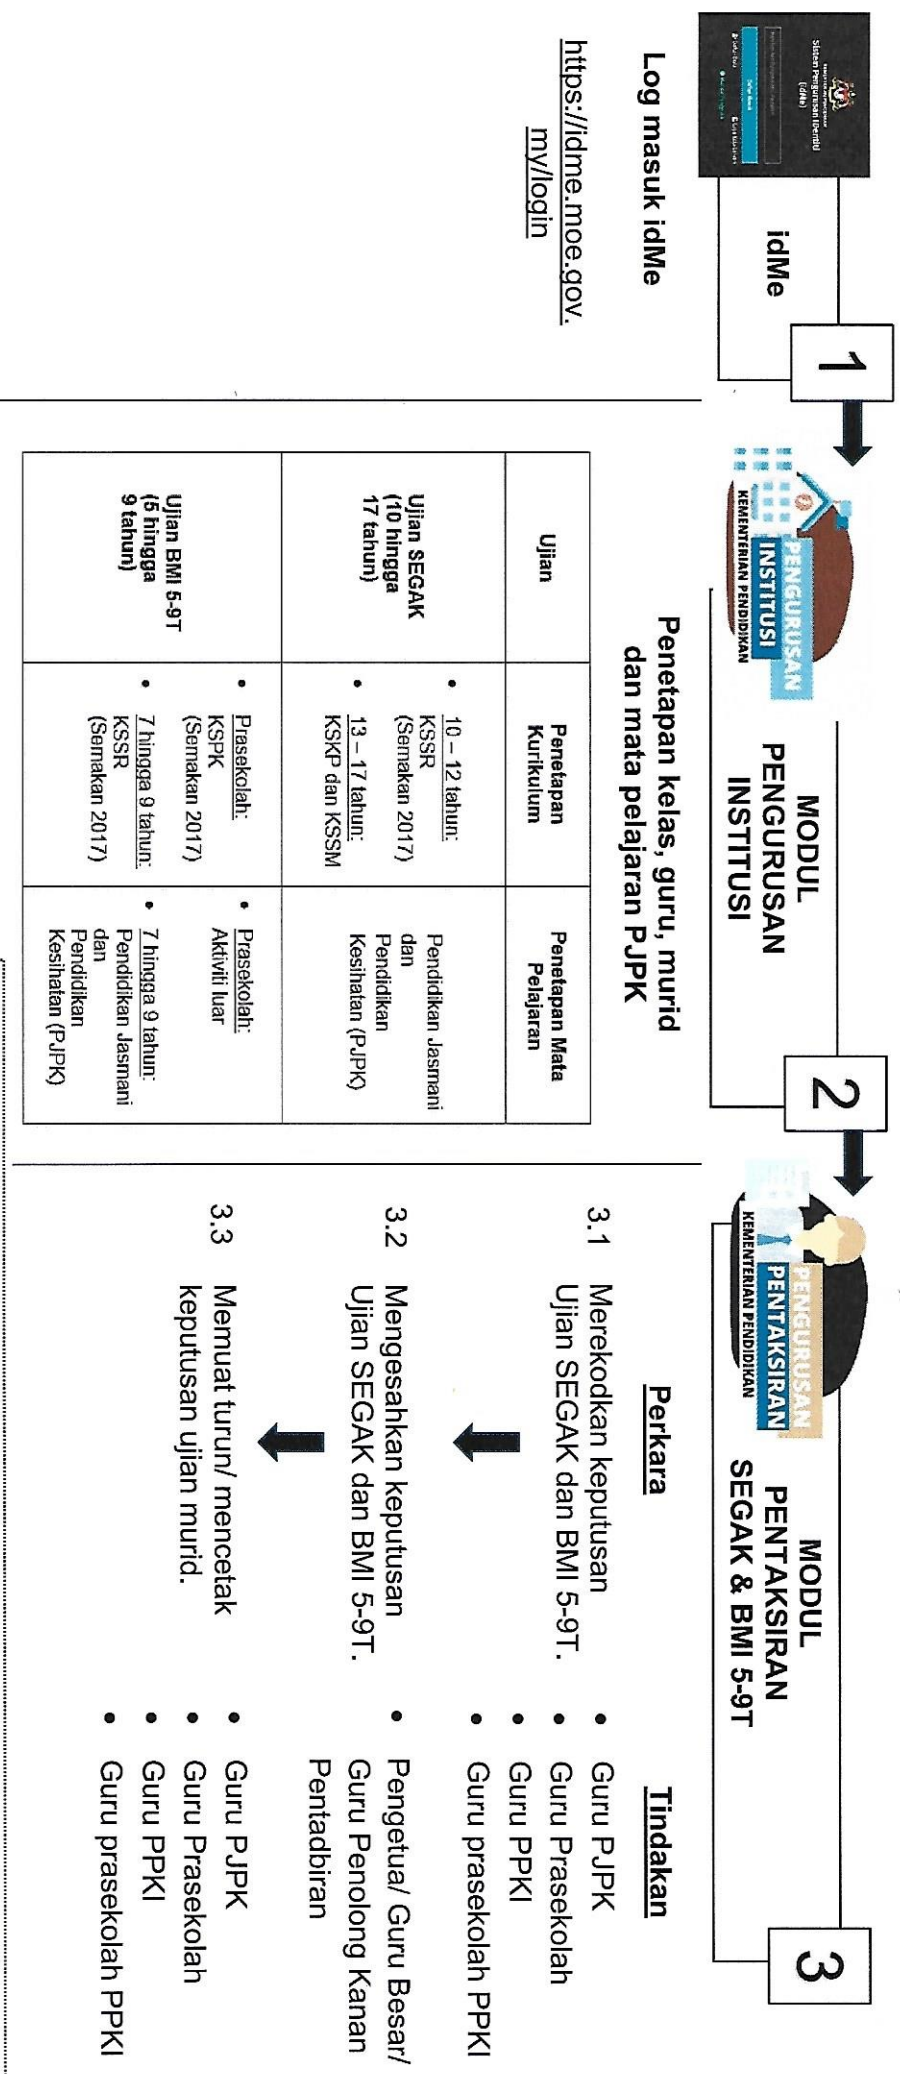 Sistem Pengurusan Identiti
(idMe)
idMe
1
Log masuk idMe
https://idme.moe.gov.
my/login
PENGURUSAN
INSTITUSI
KEMENTERIAN PENDIDIKAN
MODUL
PENGURUSAN
INSTITUSI
2
Penetapan kelas, guru, murid
dan mata pelajaran PJPK
Ujian
Penetapan
Kurikulum
Penetapan Mata
Pelajaran
Ujian SEGAK
(10 hingga
17 tahun)
• 10 – 12 tahun:
KSSR
(Semakan 2017)
• 13 – 17 tahun:
KSKP dan KSSM
Pendidikan Jasmani
dan
Pendidikan
Kesihatan (PJPK)
Ujian BMI 5-9T
(5 hingga
9 tahun)
• Prasekolah:
KSPK
(Semakan 2017)
• 7 hingga 9 tahun:
KSSR
(Semakan 2017)
• Prasekolah:
Aktiviti luar
• 7 hingga 9 tahun:
Pendidikan Jasmani
dan
Pendidikan
Kesihatan (PJPK)
PENGURUSAN
PENTAKSIRAN
KEMENTERIAN PENDIDIKAN
MODUL
PENTAKSIRAN
SEGAK & BMI 5-9T
3
Perkara
Tindakan
3.1 Merekodkan keputusan
Ujian SEGAK dan BMI 5-9T.
• Guru PJPK
• Guru Prasekolah
• Guru PPKI
• Guru prasekolah PPKI
3.2 Mengesahkan keputusan
Ujian SEGAK dan BMI 5-9T.
• Pengetua/ Guru Besar/
Guru Penolong Kanan
Pentadbiran
3.3 Memuat turun/ mencetak
keputusan ujian murid.
• Guru PJPK
• Guru Prasekolah
• Guru PPKI
• Guru prasekolah PPKI